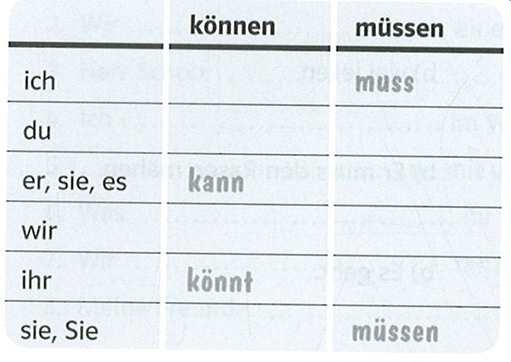 können müssen
ich muss
du
er, sie, es kann
wir
ihr könnt
sie, Sie müssen